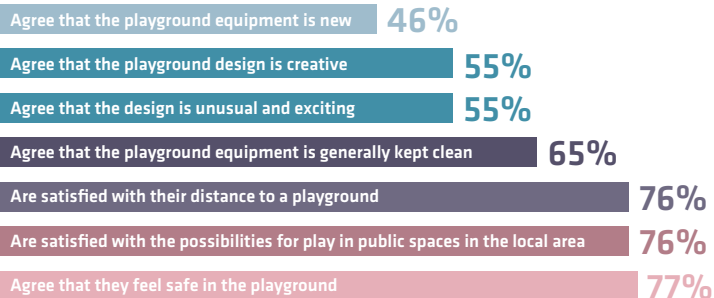 Agree that the playground equipment is new 46%
Agree that the playground design is creative 55%
Agree that the design is unusual and exciting 55%
Agree that the playground equipment is generally kept clean 65%
Are satisfied with their distance to a playground 76%
Are satisfied with the possibilities for play in public spaces in the local area 76%
Agree that they feel safe in the playground 77%